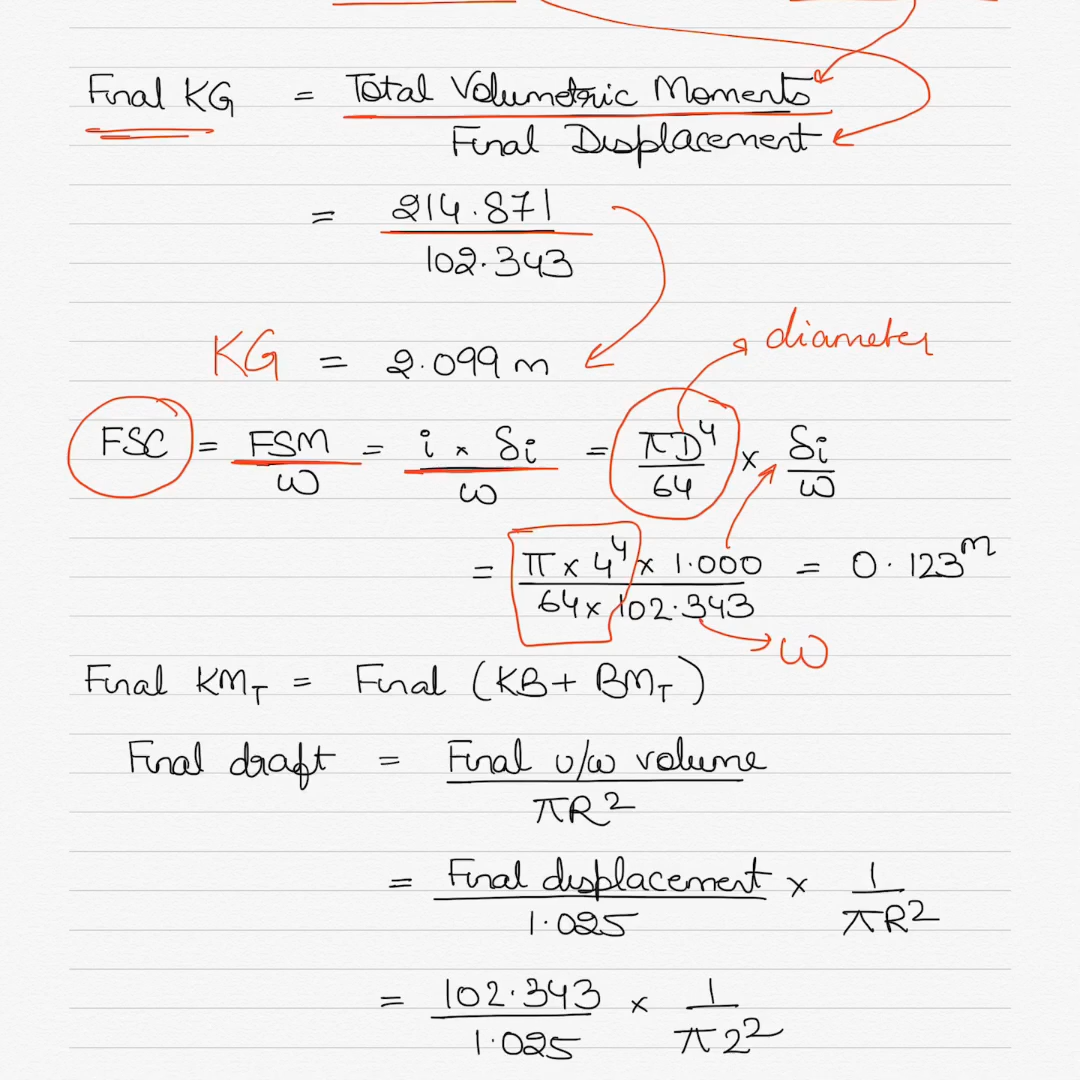 Final KG = Total Volumetric Moments
Final Displacement
= 214.871
102.343
diameter
KG = 2.099 m
FSC = FSM = i × δi = πD⁴ × δi
ω ω 64 ω
= π × 4⁴ × 1.000 = 0.123 m
64 × 102.343
ω
Final KM_T = Final (KB + BM_T)
Final draft = Final u/w volume
πR²
= Final displacement × 1
1.025 πR²
= 102.343 × 1
1.025 π2²